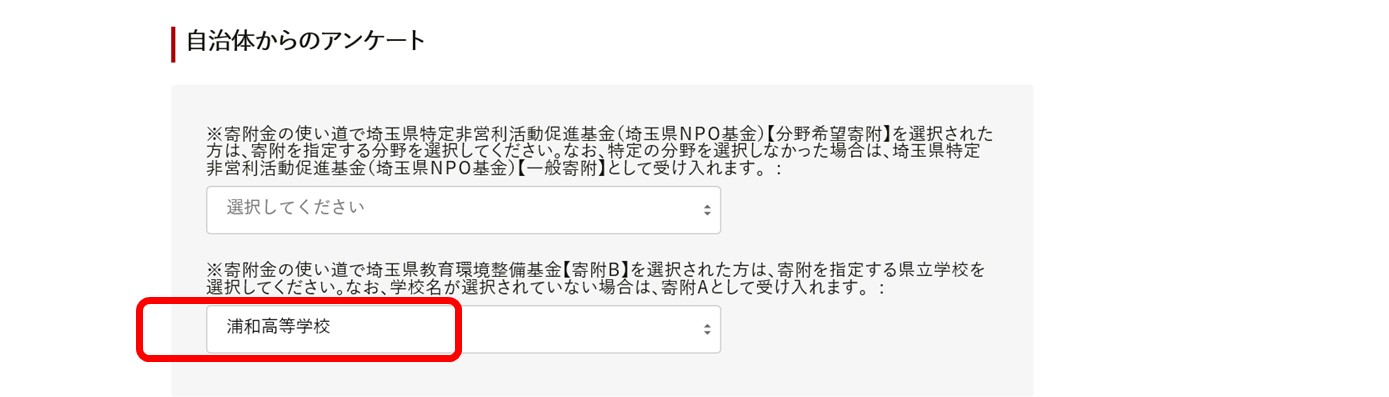 自治体からのアンケート
※寄附金の使い道で埼玉県特定非営利活動促進基金（埼玉県NPO基金）【分野希望寄附】を選択された
方は、寄附を指定する分野を選択してください。なお、特定の分野を選択しなかった場合は、埼玉県特定
非営利活動促進基金（埼玉県NPO基金）【一般寄附】として受け入れます。：
選択してください
※寄附金の使い道で埼玉県教育環境整備基金【寄附B】を選択された方は、寄附を指定する県立学校を
選択してください。なお、学校名が選択されていない場合は、寄附Aとして受け入れます。：
浦和高等学校